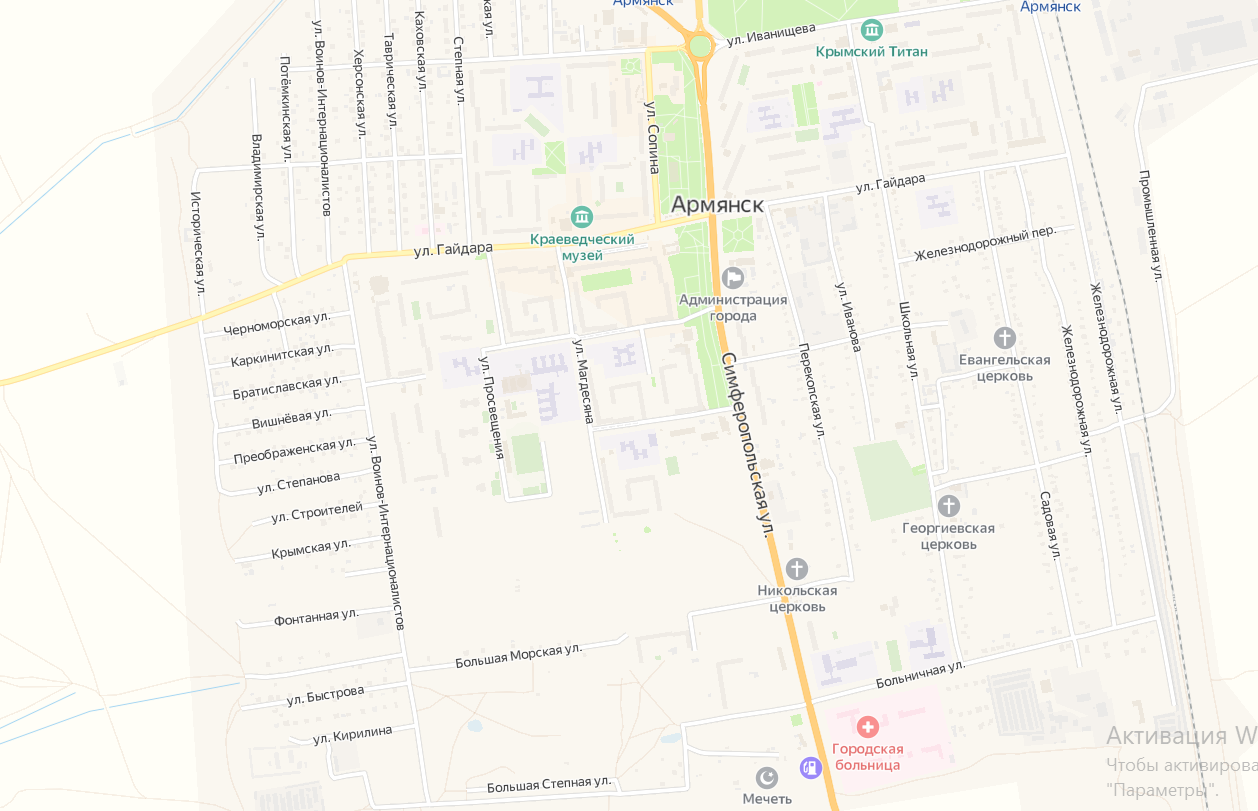 Армянск
Армянск
ул. Иванищева
Крымский Титан
Каховская ул.
ская ул.
ул. Воинов-Интернационалистов
Херсонская ул.
Таврическая ул.
Степная ул.
Потёмкинская ул.
Владимирская ул.
Историческая ул.
ул. Сопина
Армянск
ул. Гайдара
Промышленная ул.
Краеведческий
музей
ул. Гайдара
Железнодорожный пер.
Администрация
города
ул. Иванова
Школьная ул.
Железнодорожная ул.
Железнодорожная ул.
Черноморская ул.
Каркинитская ул.
Братиславская ул.
Вишнёвая ул.
Преображенская ул.
ул. Степанова
ул. Строителей
Крымская ул.
Фонтанная ул.
ул. Просвещения
ул. Магдесяна
Симферопольская ул.
Перекопская ул.
Евангельская
церковь
ул. Воинов-Интернационалистов
Георгиевская
церковь
Садовая ул.
Никольская
церковь
Большая Морская ул.
Больничная ул.
ул. Быстрова
ул. Кирилина
Городская
больница
Большая Степная ул.
Мечеть
Активация W
Чтобы активирова
"Параметры".